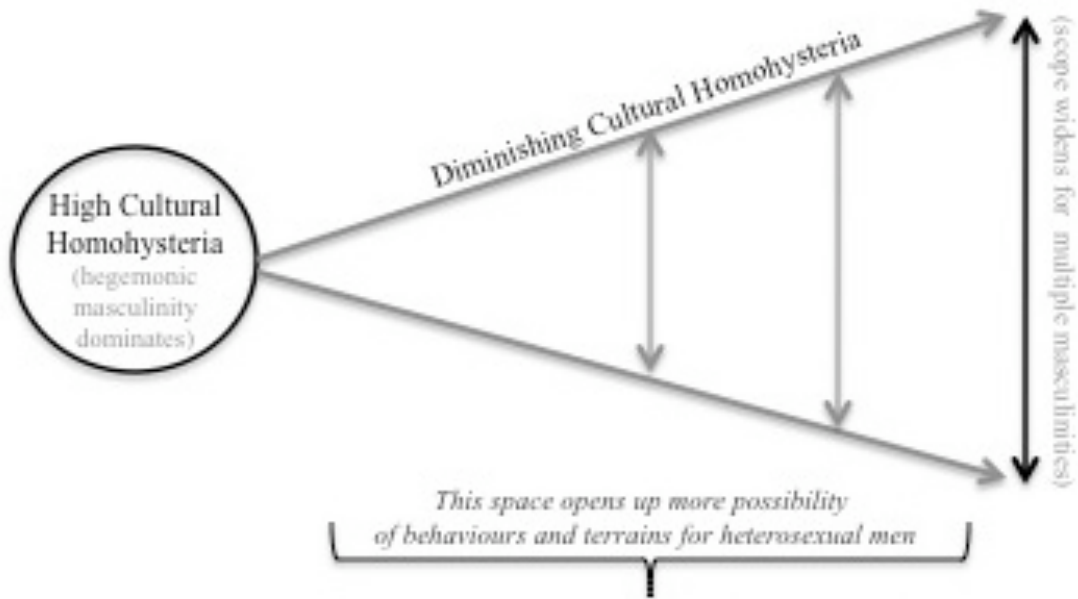 High Cultural
Homohysteria
(hegemonic
masculinity
dominates)
Diminishing Cultural Homohysteria
(scope widens for multiple masculinities)
This space opens up more possibility
of behaviours and terrains for heterosexual men